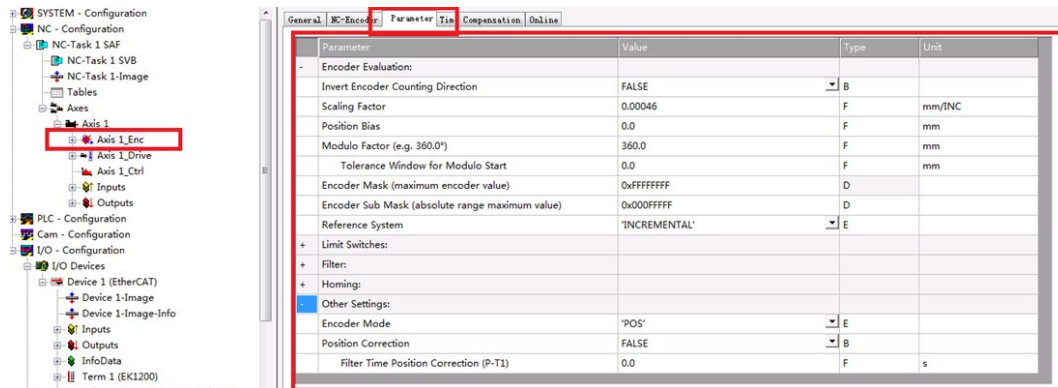 SYSTEM - Configuration
NC - Configuration
NC-Task 1 SAF
NC-Task 1 SVB
NC-Task 1-Image
Tables
Axes
Axis 1
Axis 1_Enc
Axis 1_Drive
Axis 1_Ctrl
Inputs
Outputs
PLC - Configuration
Cam - Configuration
I/O - Configuration
I/O Devices
Device 1 (EtherCAT)
Device 1-Image
Device 1-Image-Info
Inputs
Outputs
InfoData
Term 1 (EK1200)
General NC-Encoder Parameter Tim Compensation Online
Parameter Value Type Unit
- Encoder Evaluation:
Invert Encoder Counting Direction FALSE B
Scaling Factor 0.00046 F mm/INC
Position Bias 0.0 F mm
Modulo Factor (e.g. 360.0°) 360.0 F mm
Tolerance Window for Modulo Start 0.0 F mm
Encoder Mask (maximum encoder value) 0xFFFFFFFF D
Encoder Sub Mask (absolute range maximum value) 0x000FFFFF D
Reference System 'INCREMENTAL' E
+ Limit Switches:
+ Filter:
+ Homing:
- Other Settings:
Encoder Mode 'POS' E
Position Correction FALSE B
Filter Time Position Correction (P-T1) 0.0 F s